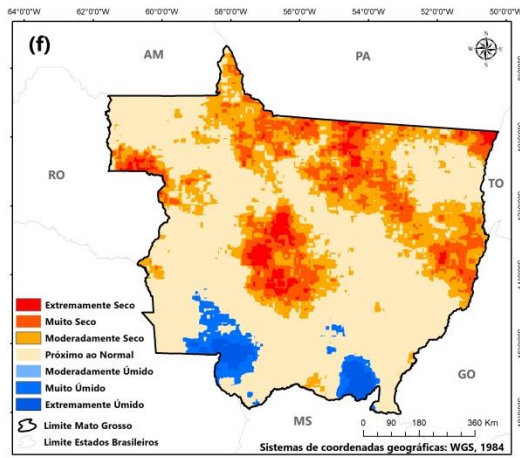 64°0'0"O 62°0'0"O 60°0'0"O 58°0'0"O 56°0'0"O 54°0'0"O 52°0'0"O 50°0'0"O
(f)
AM
PA
N
RO
TO
Extremamente Seco
Muito Seco
Moderadamente Seco
Próximo ao Normal
Moderadamente Úmido
Muito Úmido
Extremamente Úmido
Limite Mato Grosso
Limite Estados Brasileiros
GO
MS
0 90 180 360 Km
Sistemas de coordenadas geográficas: WGS, 1984